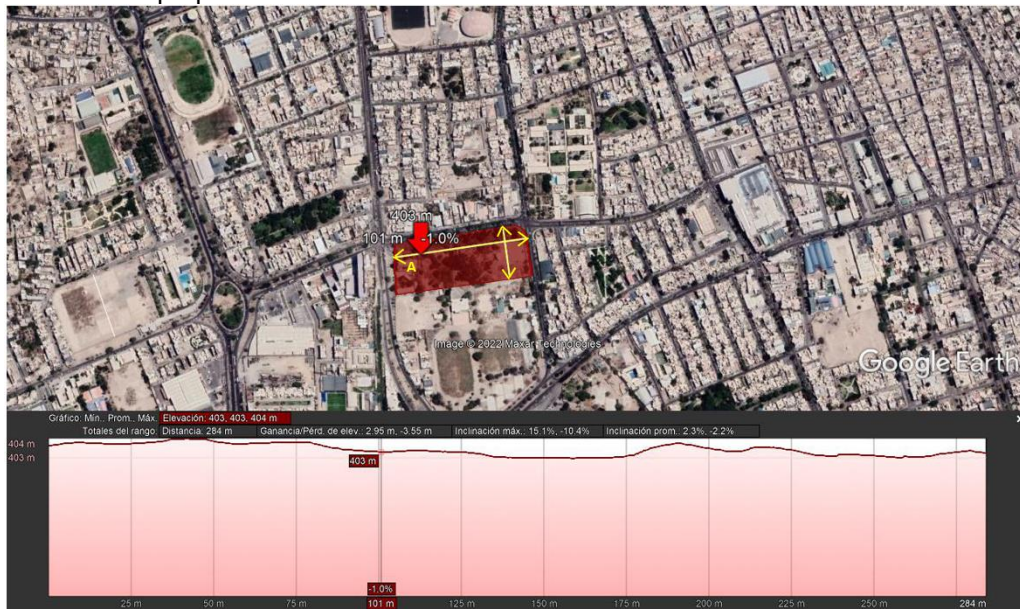 403 m
101 m -1.0%
A
Image © 2022 Maxar Technologies
Google Earth
Gráfico: Mín., Prom., Máx. Elevación: 403, 403, 404 m
Totales del rango: Distancia: 284 m Ganancia/Pérd. de elev.: 2.95 m, -3.55 m Inclinación máx.: 15.1%, -10.4% Inclinación prom.: 2.3%, -2.2%
404 m
403 m
403 m
-1.0%
25 m 50 m 75 m 101 m 125 m 150 m 175 m 200 m 225 m 250 m 284 m